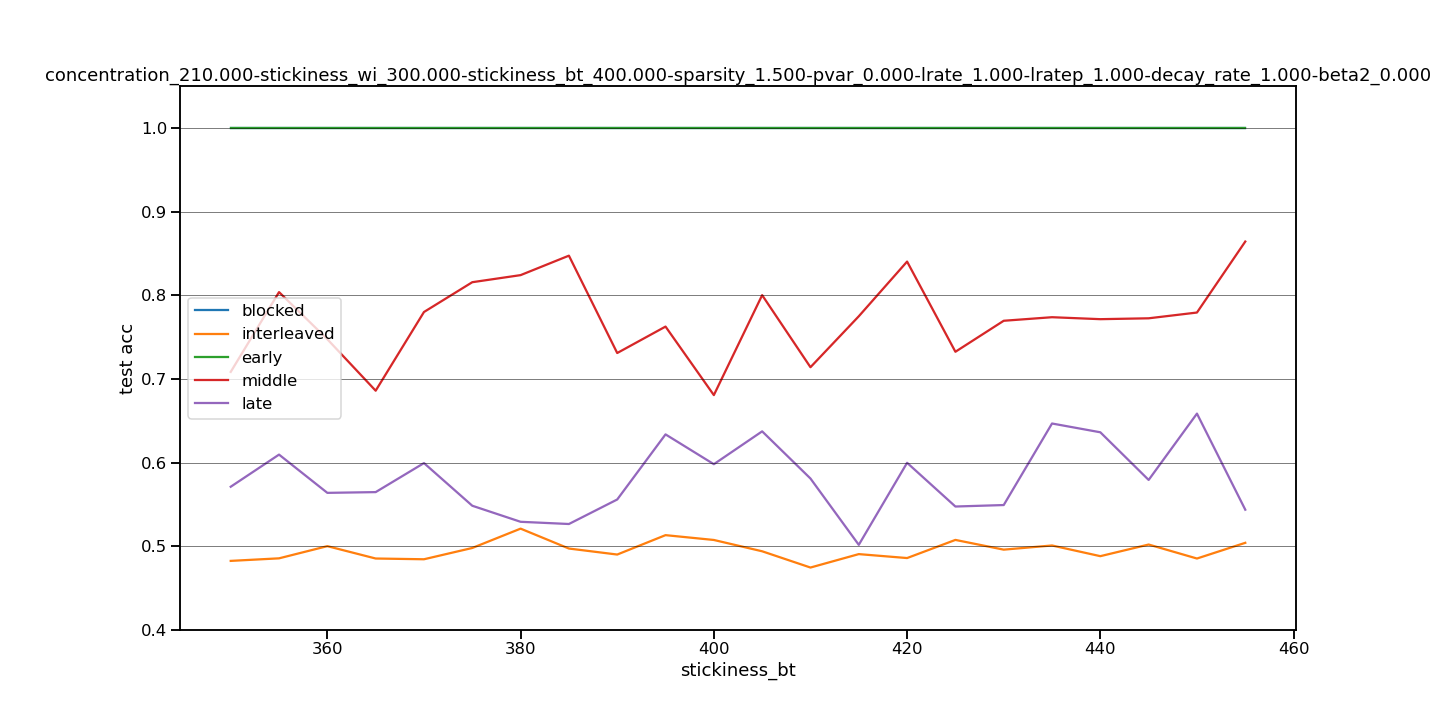 concentration_210.000-stickiness_wi_300.000-stickiness_bt_400.000-sparsity_1.500-pvar_0.000-lrate_1.000-lratep_1.000-decay_rate_1.000-beta2_0.000
1.0
0.9
0.8
0.7
0.6
0.5
0.4
test acc
blocked
interleaved
early
middle
late
360 380 400 420 440 460
stickiness_bt